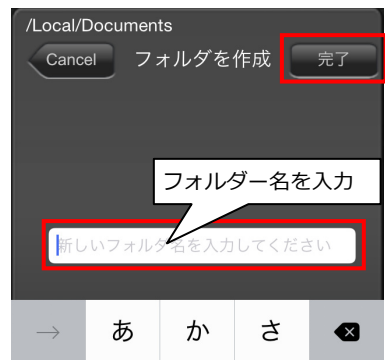 /Local/Documents
Cancel フォルダを作成 完了
フォルダー名を入力
新しいフォルダ名を入力してください
→ あ か さ